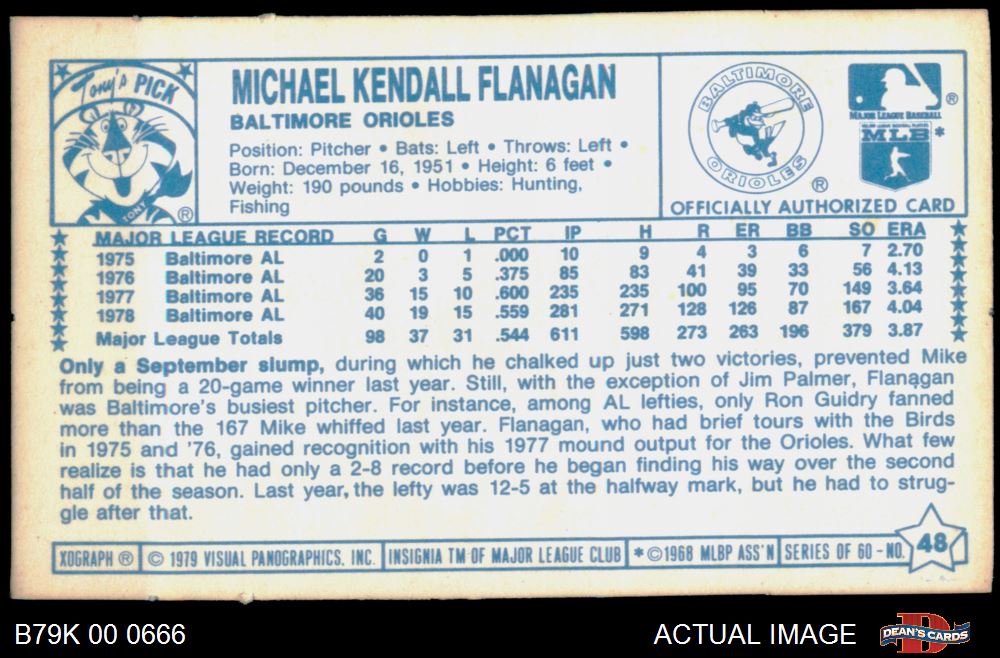 Tony's PICK
TONY
®
MICHAEL KENDALL FLANAGAN
BALTIMORE ORIOLES
Position: Pitcher • Bats: Left • Throws: Left •
Born: December 16, 1951 • Height: 6 feet •
Weight: 190 pounds • Hobbies: Hunting,
Fishing
BALTIMORE
ORIOLES
®
®
MAJOR LEAGUE BASEBALL
MLB *
OFFICIALLY AUTHORIZED CARD
MAJOR LEAGUE RECORD G W L PCT IP H R ER BB SO ERA
1975 Baltimore AL 2 0 1 .000 10 9 4 3 6 7 2.70
1976 Baltimore AL 20 3 5 .375 85 83 41 39 33 56 4.13
1977 Baltimore AL 36 15 10 .600 235 235 100 95 70 149 3.64
1978 Baltimore AL 40 19 15 .559 281 271 128 126 87 167 4.04
Major League Totals 98 37 31 .544 611 598 273 263 196 379 3.87
Only a September slump, during which he chalked up just two victories, prevented Mike
from being a 20-game winner last year. Still, with the exception of Jim Palmer, Flanagan
was Baltimore's busiest pitcher. For instance, among AL lefties, only Ron Guidry fanned
more than the 167 Mike whiffed last year. Flanagan, who had brief tours with the Birds
in 1975 and '76, gained recognition with his 1977 mound output for the Orioles. What few
realize is that he had only a 2-8 record before he began finding his way over the second
half of the season. Last year, the lefty was 12-5 at the halfway mark, but he had to strug-
gle after that.
XOGRAPH ® © 1979 VISUAL PANOGRAPHICS, INC. INSIGNIA TM OF MAJOR LEAGUE CLUB * ©1968 MLBP ASS'N SERIES OF 60 - NO. 48
B79K 00 0666
ACTUAL IMAGE
D
DEAN'S CARDS